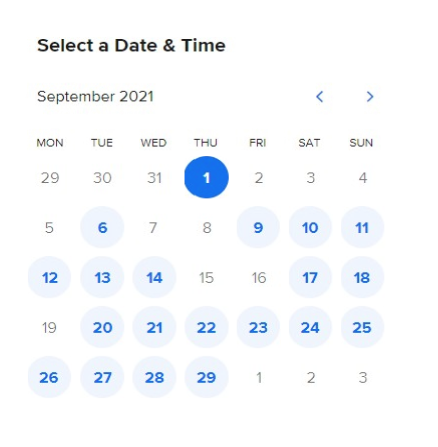 Select a Date & Time
September 2021
MON TUE WED THU FRI SAT SUN
29 30 31 1 2 3 4
5 6 7 8 9 10 11
12 13 14 15 16 17 18
19 20 21 22 23 24 25
26 27 28 29 1 2 3